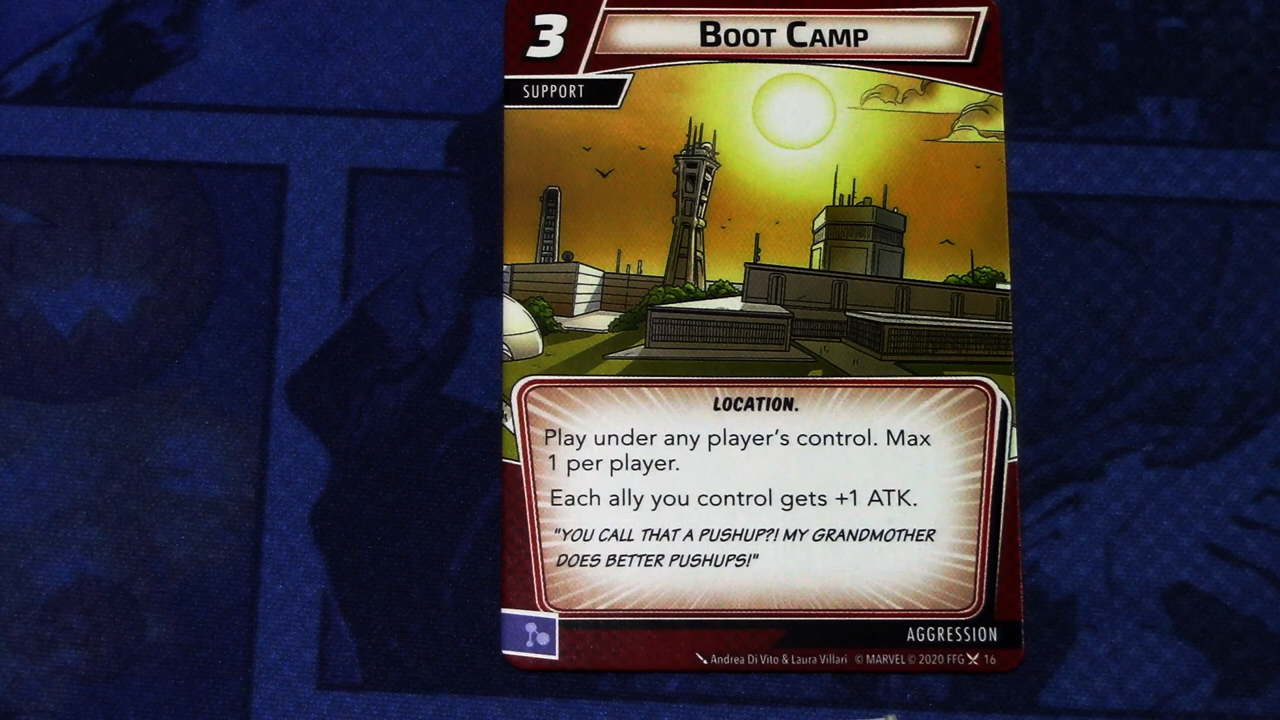 3
BOOT CAMP
SUPPORT
LOCATION.
Play under any player's control. Max
1 per player.
Each ally you control gets +1 ATK.
"YOU CALL THAT A PUSHUP?! MY GRANDMOTHER
DOES BETTER PUSHUPS!"
AGGRESSION
Andrea Di Vito & Laura Villari © MARVEL © 2020 FFG 16